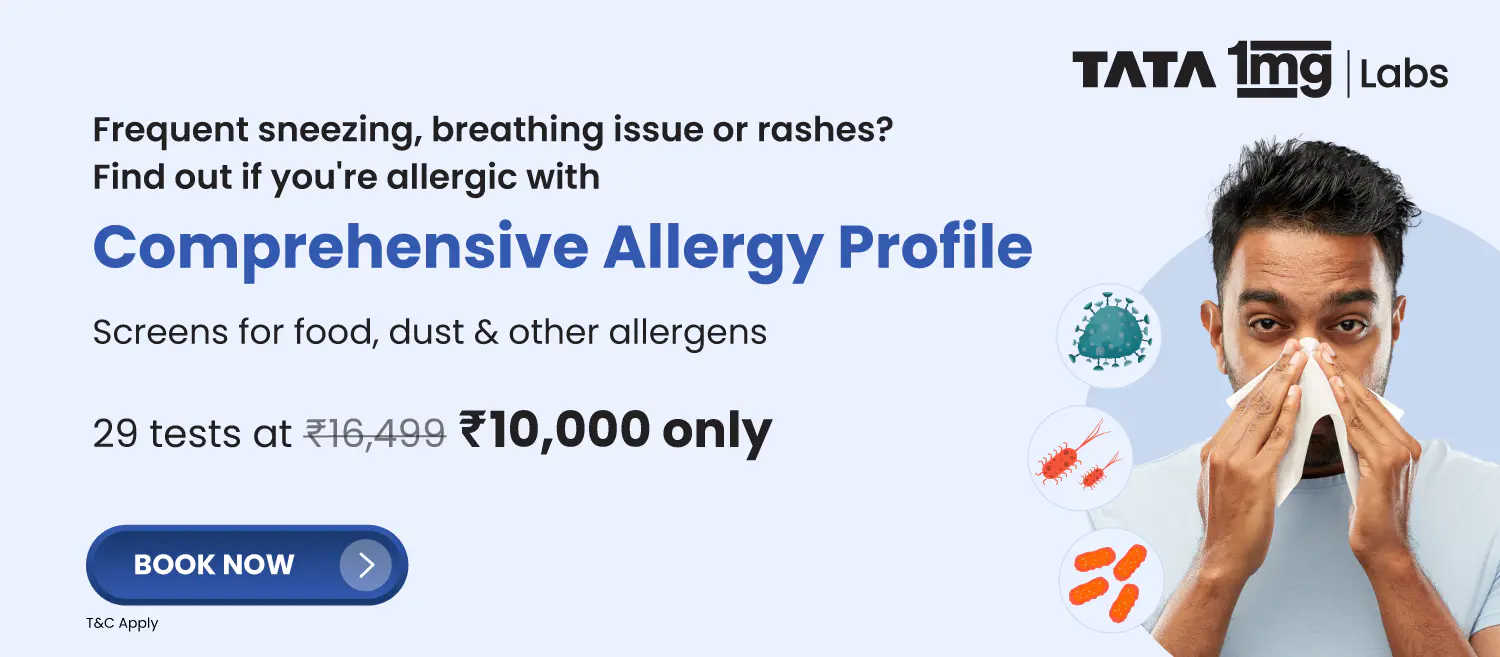 TATA 1mg | Labs
Frequent sneezing, breathing issue or rashes?
Find out if you're allergic with
Comprehensive Allergy Profile
Screens for food, dust & other allergens
29 tests at ₹16,499 ₹10,000 only
BOOK NOW
T&C Apply